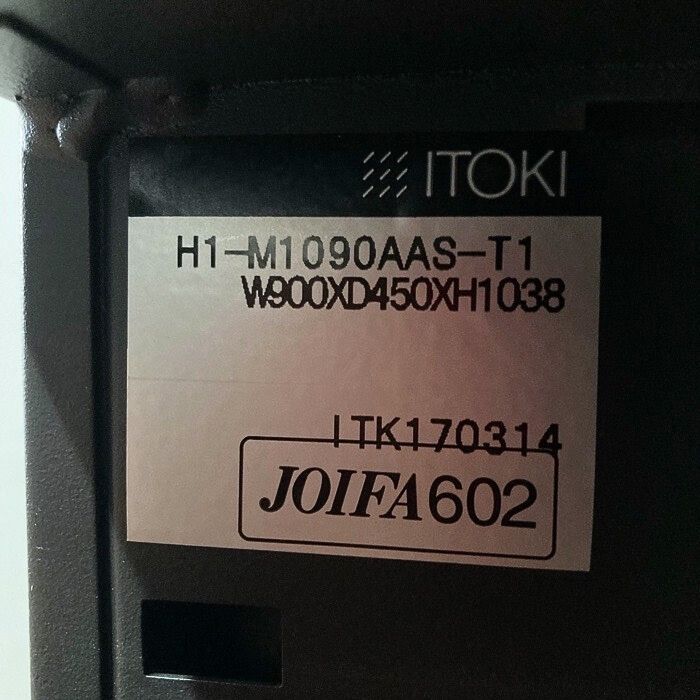 ITOKI
H1-M1090AAS-T1
W900XD450XH1038
ITK170314
JOIFA602